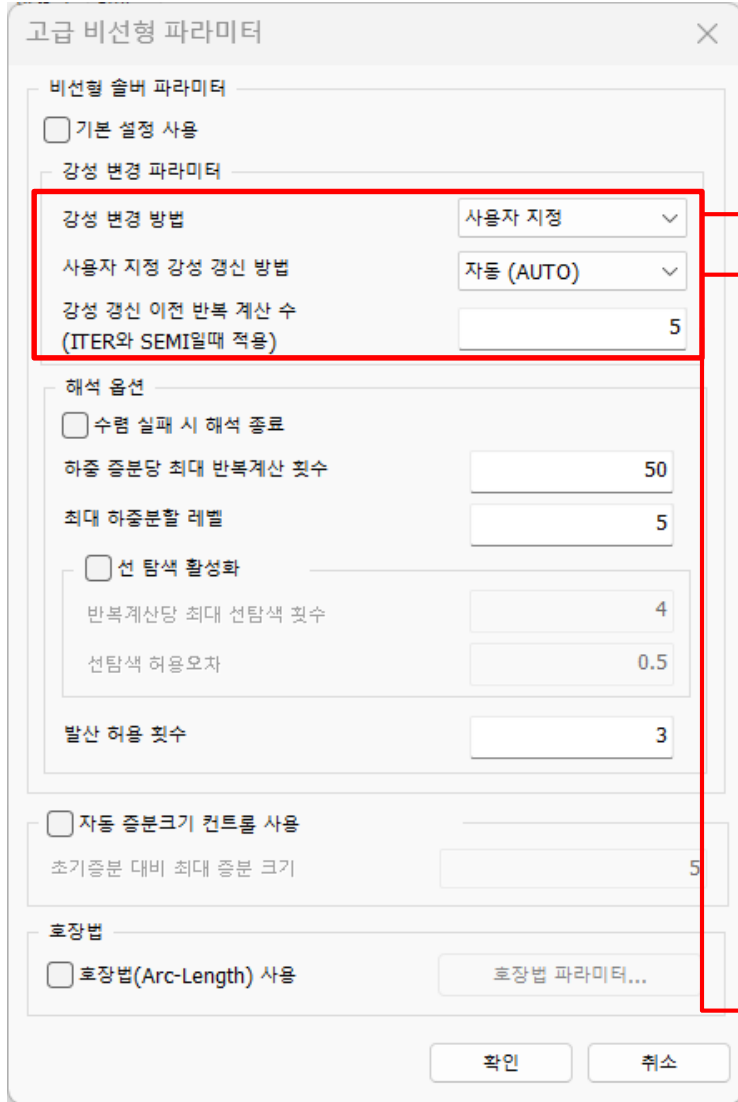 고급 비선형 파라미터
비선형 솔버 파라미터
기본 설정 사용
강성 변경 파라미터
강성 변경 방법
사용자 지정
사용자 지정 강성 갱신 방법
자동 (AUTO)
강성 갱신 이전 반복 계산 수
(ITER와 SEMI일때 적용)
5
해석 옵션
수렴 실패 시 해석 종료
하중 증분당 최대 반복계산 횟수
50
최대 하중분할 레벨
5
선 탐색 활성화
반복계산당 최대 선탐색 횟수
4
선탐색 허용오차
0.5
발산 허용 횟수
3
자동 증분크기 컨트롤 사용
초기증분 대비 최대 증분 크기
5
호장법
호장법(Arc-Length) 사용
호장법 파라미터...
확인
취소